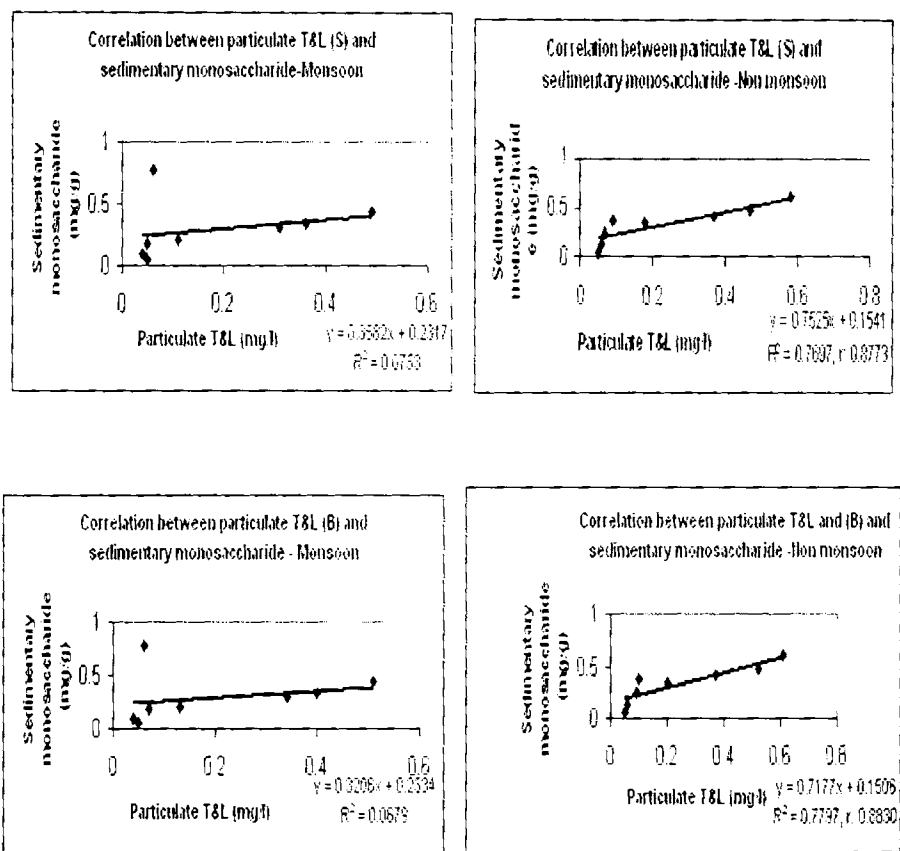 Correlation between particulate T&L (S) and
sedimentary monosaccharide-Monsoon
Sedimentary
monosaccharide
(mg/g)
1
0.5
0
0
0.2
0.4
0.6
Particulate T&L (mg/l)
+ 0.2317
Correlation between particulate T&L (S) and
sedimentary monosaccharide -Non monsoon
Sedimentary
monosaccharid
e (mg/g)
1
0.5
0
0
0.2
0.4
0.6
0.8
Particulate T&L (mg/l)
y = 0.7525x + 0.1541
R² = 0.7697, r. 0.8773
Correlation between particulate T&L (B) and
sedimentary monosaccharide - Monsoon
Sedimentary
monosaccharide
(mg/g)
1
0.5
0
0
0.2
0.4
0.6
Particulate T&L (mg/l)
y = 0.3206x + 0.2334
R² = 0.0679
Correlation between particulate T&L and (B) and
sedimentary monosaccharide -Non monsoon
Sedimentary
monosaccharide
(mg/g)
1
0.5
0
0
0.2
0.4
0.6
0.8
Particulate T&L (mg/l)
y = 0.7177x + 0.1506
R² = 0.7797, r. 0.8830